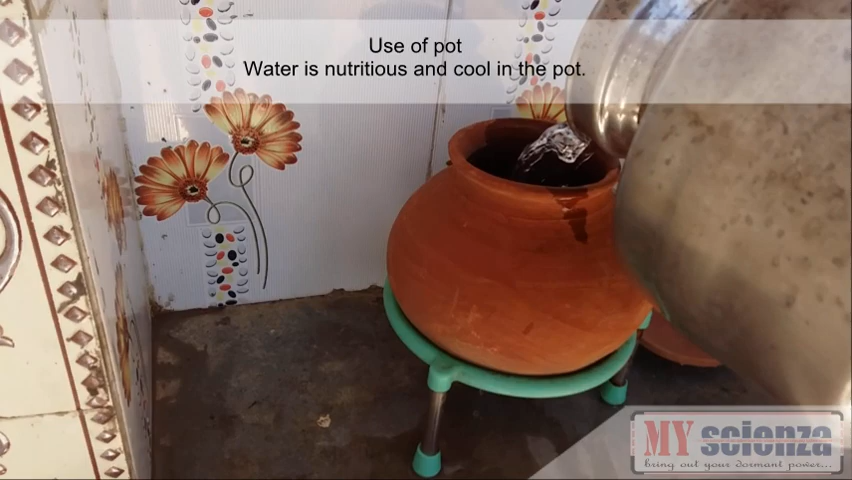 Use of pot
Water is nutritious and cool in the pot.
MY scienza
bring out your dormant power...